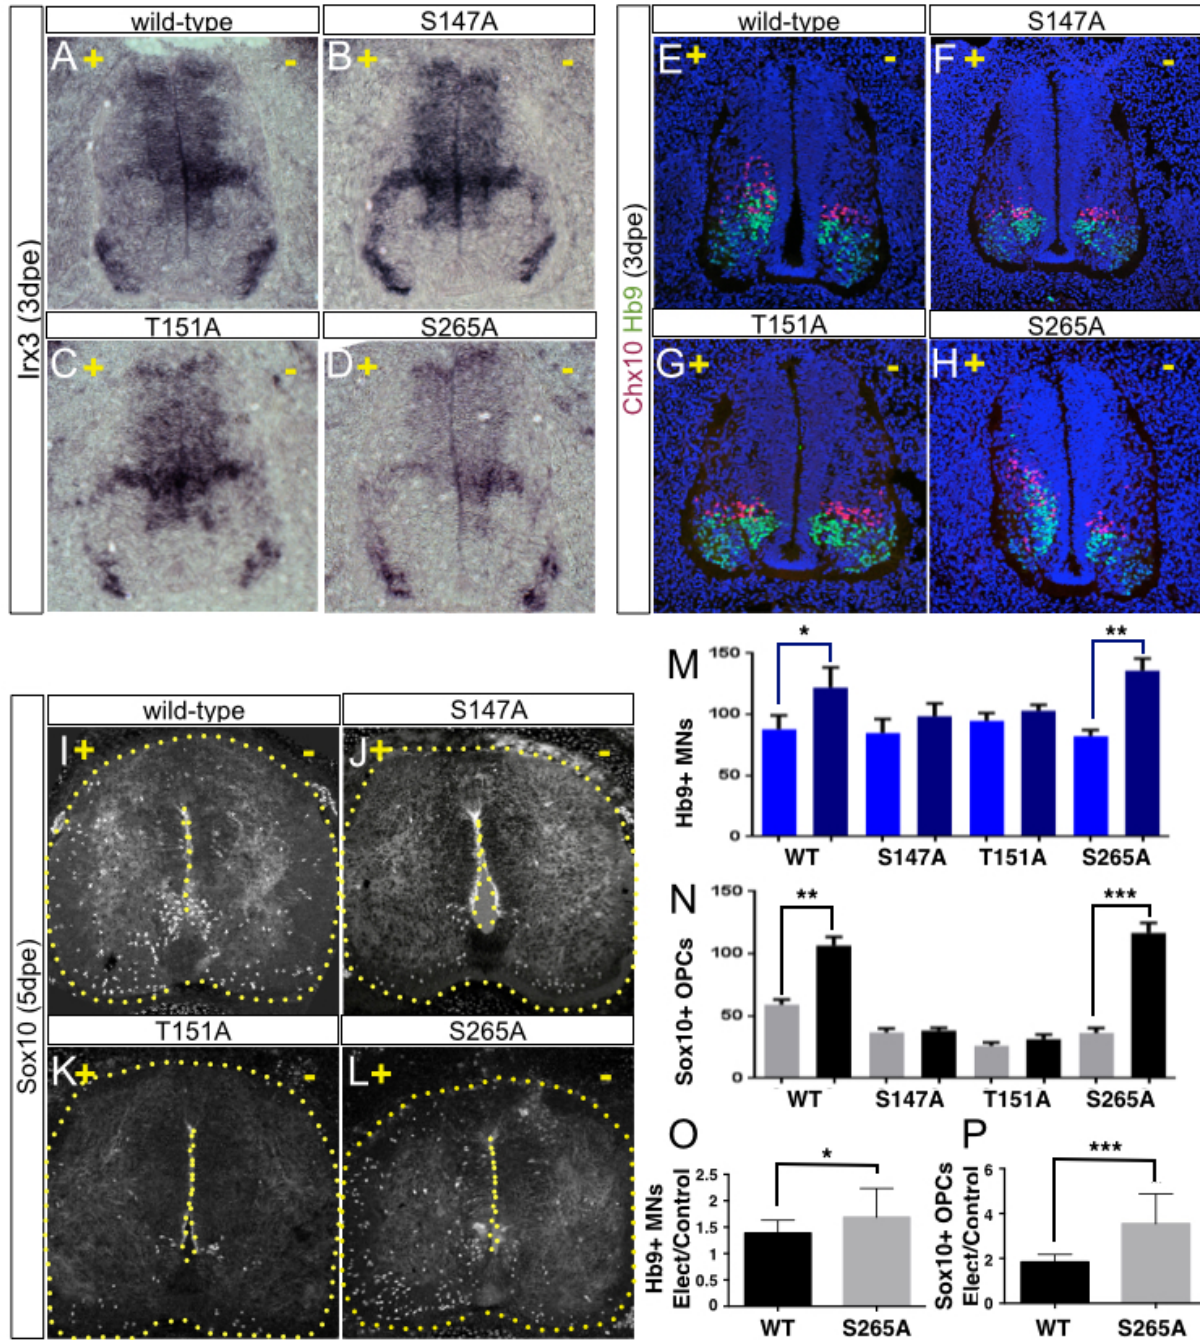 wild-type
S147A
A + -
B + -
T151A
S265A
C + -
D + -
Irx3 (3dpe)
wild-type
S147A
E + -
F + -
T151A
S265A
G + -
H + -
Chx10 Hb9 (3dpe)
wild-type
S147A
I + -
J + -
T151A
S265A
K + -
L + -
Sox10 (5dpe)
M
Hb9+ MNs
150
100
50
0
*
**
WT S147A T151A S265A
N
Sox10+ OPCs
150
100
50
0
**
***
WT S147A T151A S265A
O
Hb9+ MNs
Elect/Control
2.5
2
1.5
1
0.5
0
*
WT S265A
P
Sox10+ OPCs
Elect/Control
6
4
2
0
***
WT S265A